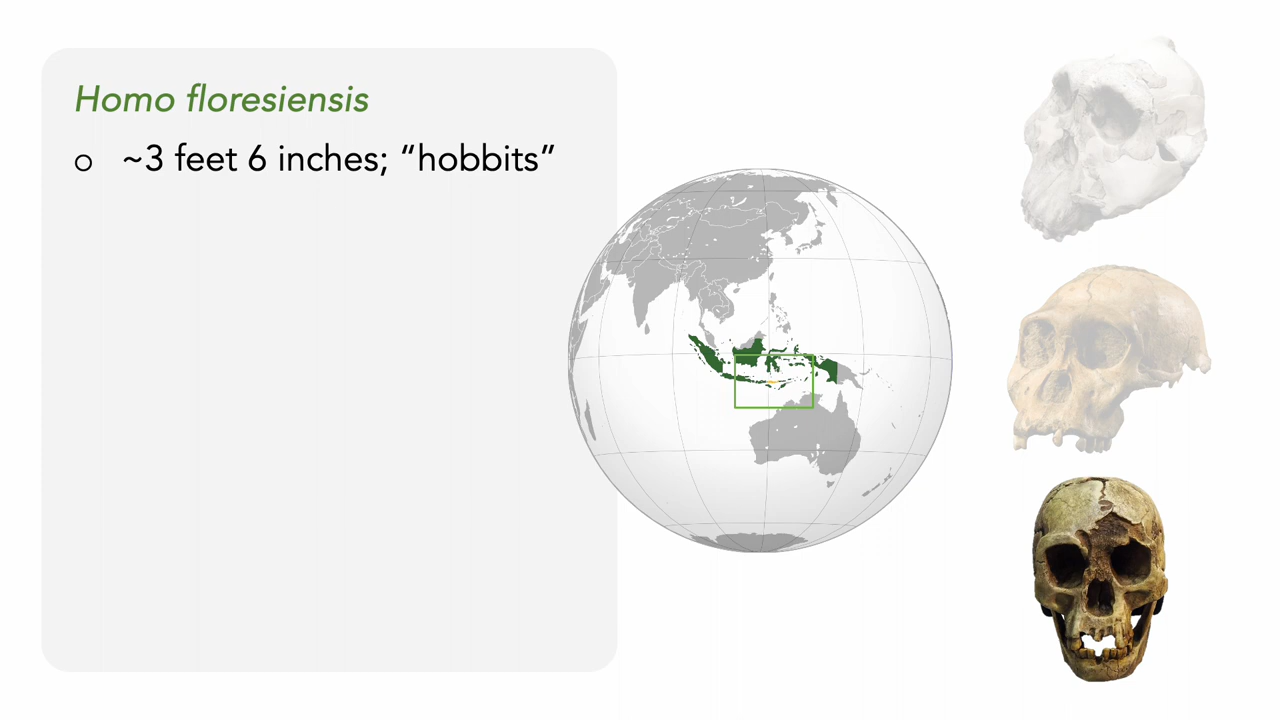 Homo floresiensis
o ~3 feet 6 inches; “hobbits”